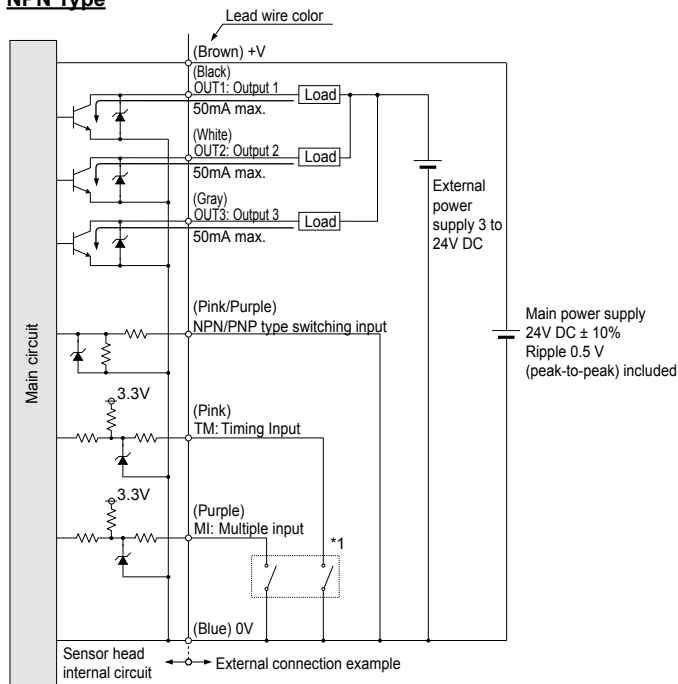 NPN Type
Lead wire color
(Brown) +V
(Black)
OUT1: Output 1
Load
50mA max.
(White)
OUT2: Output 2
Load
50mA max.
(Gray)
OUT3: Output 3
Load
50mA max.
External
power
supply 3 to
24V DC
(Pink/Purple)
NPN/PNP type switching input
Main power supply
24V DC ± 10%
Ripple 0.5 V
(peak-to-peak) included
Main circuit
3.3V
(Pink)
TM: Timing Input
3.3V
(Purple)
MI: Multiple input
*1
(Blue) 0V
Sensor head
internal circuit
External connection example